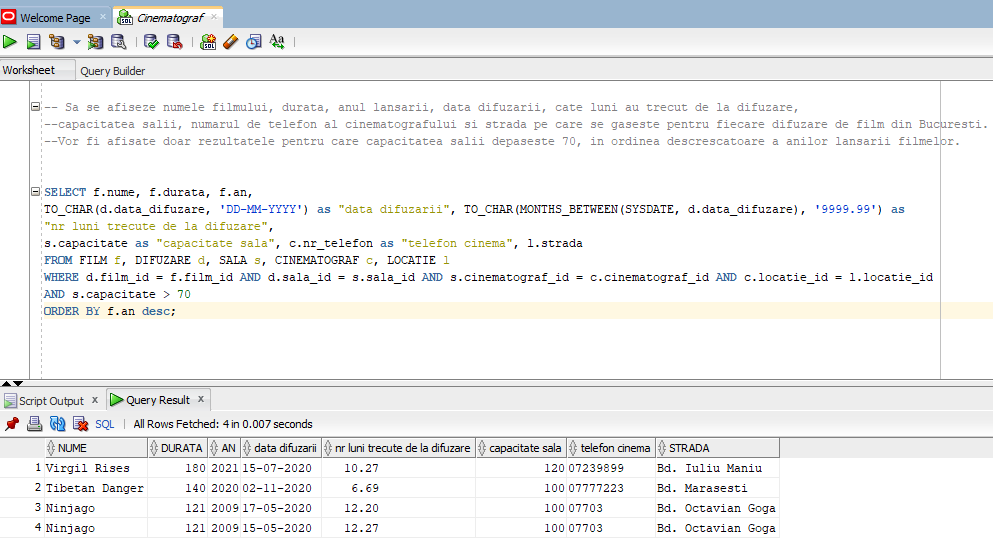 Welcome Page × Cinematograf ×
SQL SQL Aa
Worksheet Query Builder
-- Sa se afiseze numele filmului, durata, anul lansarii, data difuzarii, cate luni au trecut de la difuzare,
--capacitatea salii, numarul de telefon al cinematografului si strada pe care se gaseste pentru fiecare difuzare de film din Bucuresti.
--Vor fi afisate doar rezultatele pentru care capacitatea salii depaseste 70, in ordinea descrescatoare a anilor lansarii filmelor.
SELECT f.nume, f.durata, f.an,
TO_CHAR(d.data_difuzare, 'DD-MM-YYYY') as "data difuzarii", TO_CHAR(MONTHS_BETWEEN(SYSDATE, d.data_difuzare), '9999.99') as
"nr luni trecute de la difuzare",
s.capacitate as "capacitate sala", c.nr_telefon as "telefon cinema", l.strada
FROM FILM f, DIFUZARE d, SALA s, CINEMATOGRAF c, LOCATIE l
WHERE d.film_id = f.film_id AND d.sala_id = s.sala_id AND s.cinematograf_id = c.cinematograf_id AND c.locatie_id = l.locatie_id
AND s.capacitate > 70
ORDER BY f.an desc;
Script Output × Query Result ×
SQL | All Rows Fetched: 4 in 0.007 seconds
NUME DURATA AN data difuzarii nr luni trecute de la difuzare capacitate sala telefon cinema STRADA
1 Virgil Rises 180 2021 15-07-2020 10.27 120 07239899 Bd. Iuliu Maniu
2 Tibetan Danger 140 2020 02-11-2020 6.69 100 07777223 Bd. Marasesti
3 Ninjago 121 2009 17-05-2020 12.20 100 07703 Bd. Octavian Goga
4 Ninjago 121 2009 15-05-2020 12.27 100 07703 Bd. Octavian Goga